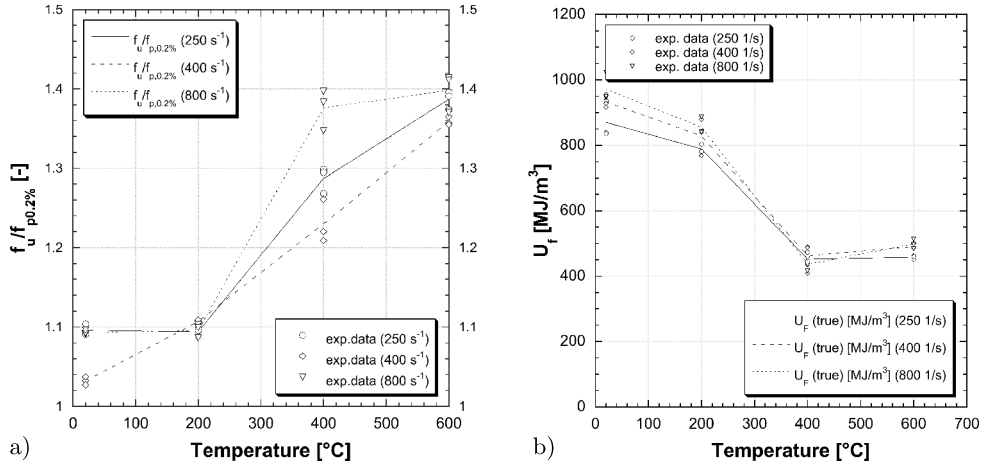 1.5
1.4
1.3
1.2
1.1
1
f_u/f_p0.2% [-]
f_u/f_p,0.2% (250 s⁻¹)
f_u/f_p,0.2% (400 s⁻¹)
f_u/f_p,0.2% (800 s⁻¹)
1.5
1.4
1.3
1.2
1.1
1
exp.data (250 s⁻¹)
exp.data (400 s⁻¹)
exp.data (800 s⁻¹)
0 100 200 300 400 500 600
Temperature [°C]
a)
1200
1000
800
600
400
200
0
U_f [MJ/m³]
exp. data (250 1/s)
exp. data (400 1/s)
exp. data (800 1/s)
U_F (true) [MJ/m³] (250 1/s)
U_F (true) [MJ/m³] (400 1/s)
U_F (true) [MJ/m³] (800 1/s)
0 100 200 300 400 500 600 700
Temperature [°C]
b)